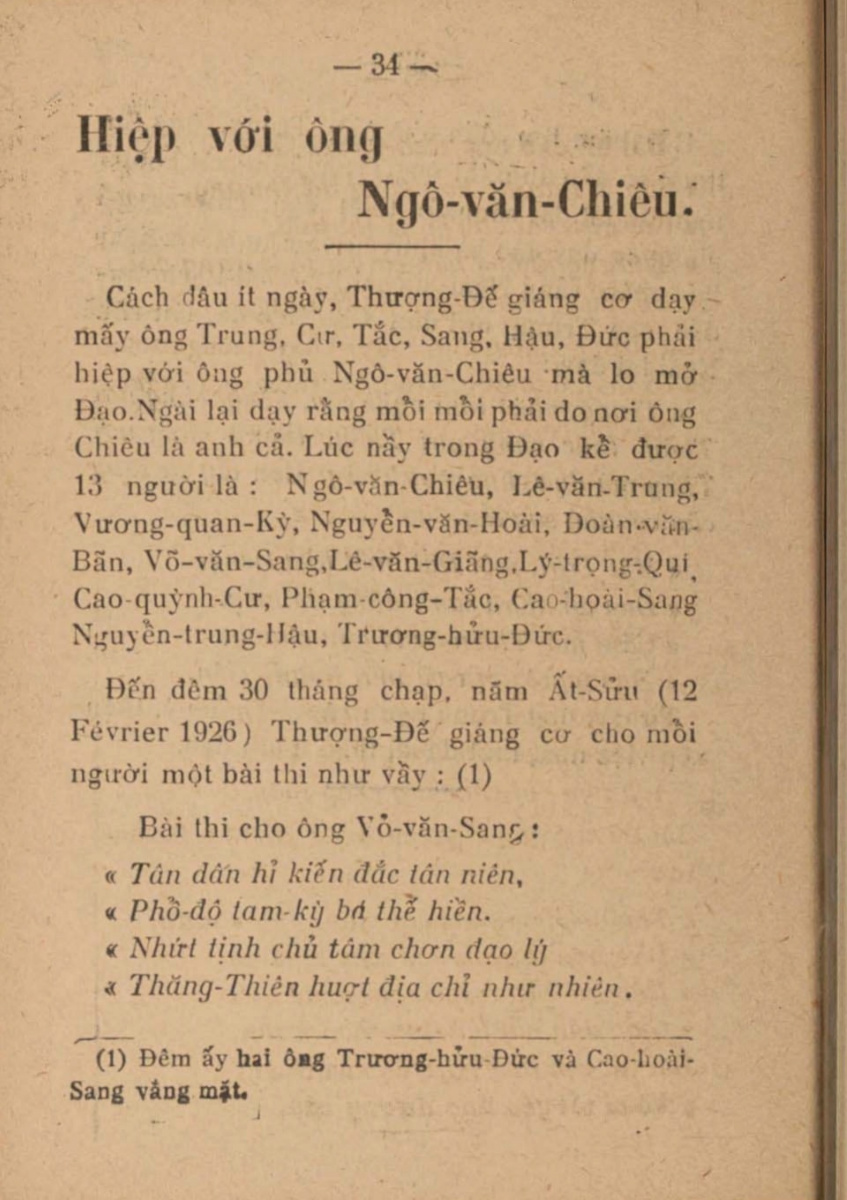 — 34 —
Hiệp với ông
Ngô-văn-Chiêu.
Cách đâu ít ngày, Thượng-Đế giáng cơ dạy
mấy ông Trung, Cư, Tắc, Sang, Hậu, Đức phải
hiệp với ông phủ Ngô-văn-Chiêu mà lo mở
Đạo.Ngài lại dạy rằng mồi mồi phải do nơi ông
Chiêu là anh cả. Lúc nầy trong Đạo kề được
13 người là : Ngô-văn-Chiêu, Lê-văn-Trung,
Vương-quan-Kỳ, Nguyễn-văn-Hoài, Đoàn-văn-
Bãn, Võ-văn-Sang,Lê-văn-Giãng,Lý-trọng-Quí,
Cao-quỳnh-Cư, Phạm-công-Tắc, Cao-hoài-Sang
Nguyễn-trung-Hậu, Trương-hửu-Đức.
Đến đêm 30 tháng chạp, năm Ất-Sửu (12
Février 1926) Thượng-Đế giáng cơ cho mồi
người một bài thi như vầy : (1)
Bài thi cho ông Võ-văn-Sang :
« Tân dân hỉ kiến đắc tân niên,
« Phồ-độ tam-kỳ bá thế hiền.
« Nhứt tịnh chủ tâm chơn đạo lý
« Thăng-Thiên huợt địa chỉ như nhiên.
(1) Đêm ấy hai ông Trương-hửu-Đức và Cao-hoài-
Sang vắng mặt.